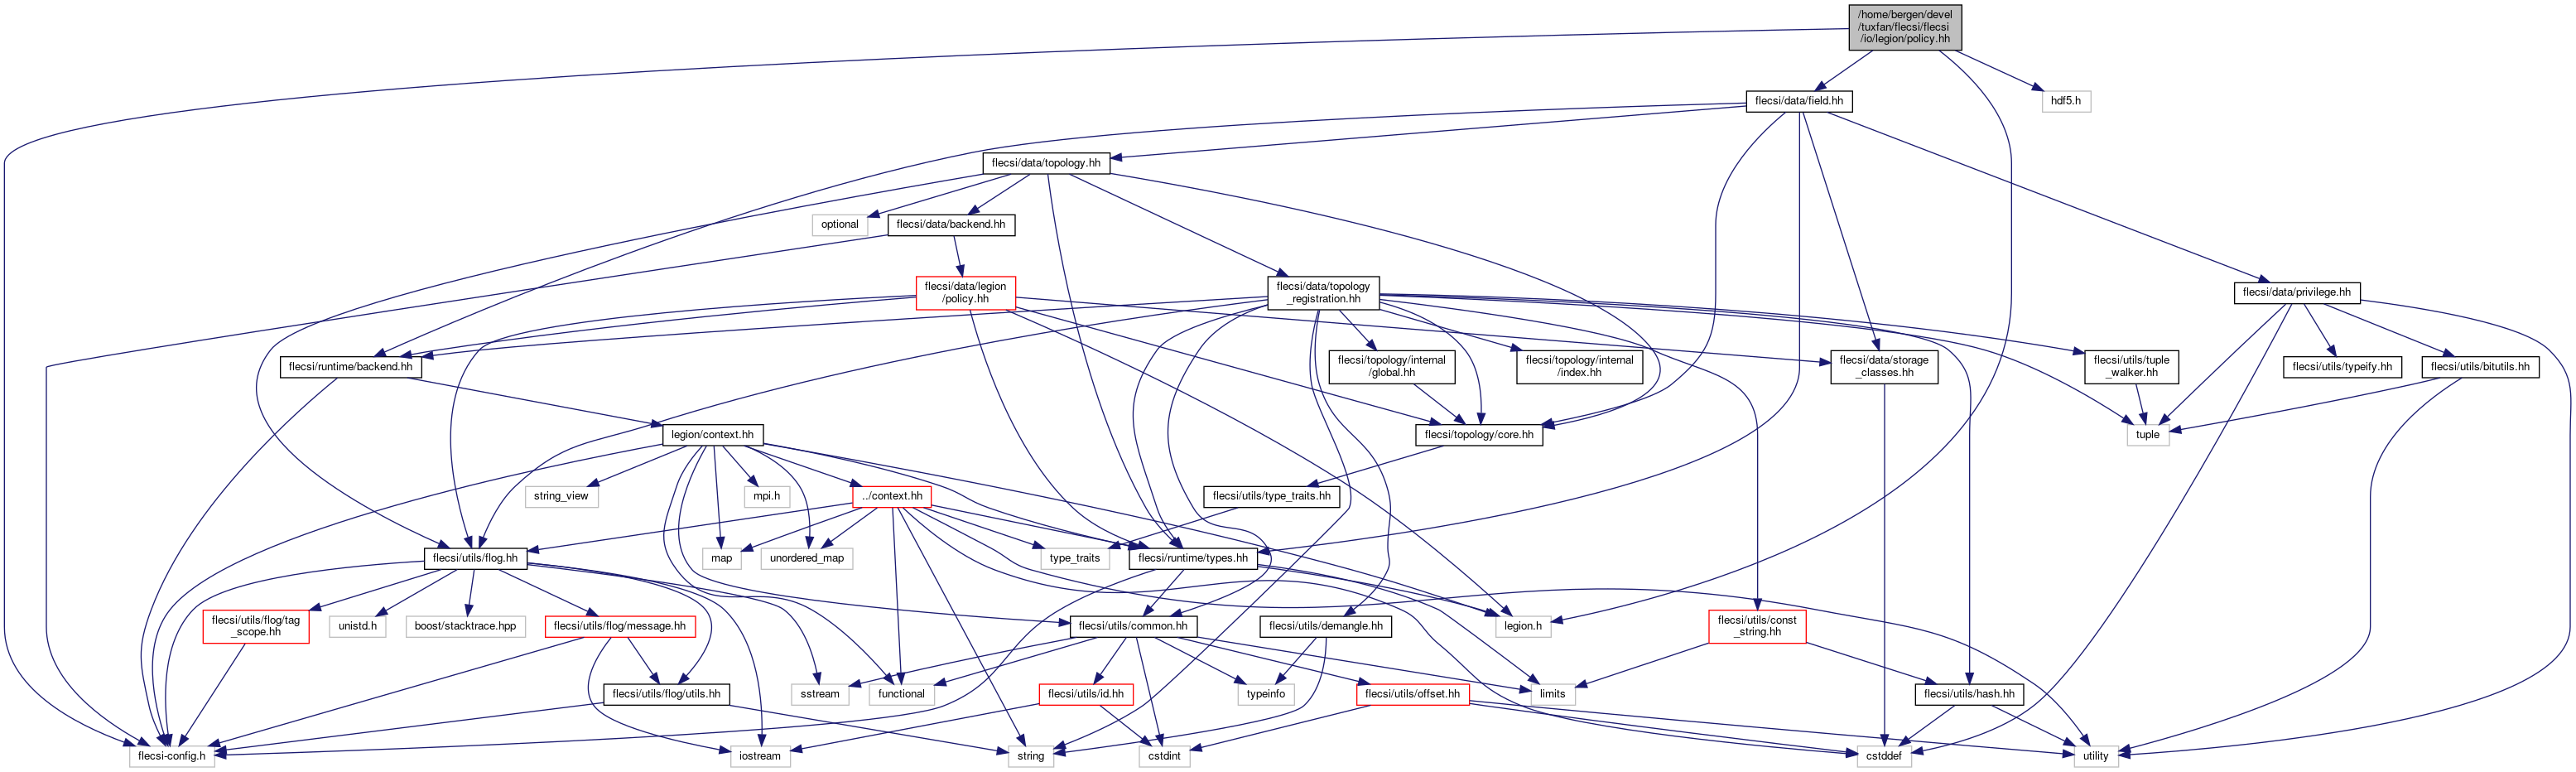 /home/bergen/devel
/tuxfan/flecsi/flecsi
/io/legion/policy.hh
flecsi/data/field.hh
hdf5.h
flecsi/data/topology.hh
optional
flecsi/data/backend.hh
flecsi/data/legion
/policy.hh
flecsi/data/topology
_registration.hh
flecsi/data/privilege.hh
flecsi/runtime/backend.hh
flecsi/topology/internal
/global.hh
flecsi/topology/internal
/index.hh
flecsi/data/storage
_classes.hh
flecsi/utils/tuple
_walker.hh
flecsi/utils/typeify.hh
flecsi/utils/bitutils.hh
legion/context.hh
flecsi/topology/core.hh
tuple
string_view
mpi.h
../context.hh
flecsi/utils/type_traits.hh
flecsi/utils/flog.hh
map
unordered_map
type_traits
flecsi/runtime/types.hh
flecsi/utils/flog/tag
_scope.hh
unistd.h
boost/stacktrace.hpp
flecsi/utils/flog/message.hh
flecsi/utils/common.hh
flecsi/utils/demangle.hh
legion.h
flecsi/utils/const
_string.hh
flecsi/utils/flog/utils.hh
sstream
functional
flecsi/utils/id.hh
typeinfo
flecsi/utils/offset.hh
limits
flecsi/utils/hash.hh
flecsi-config.h
iostream
string
cstdint
cstddef
utility